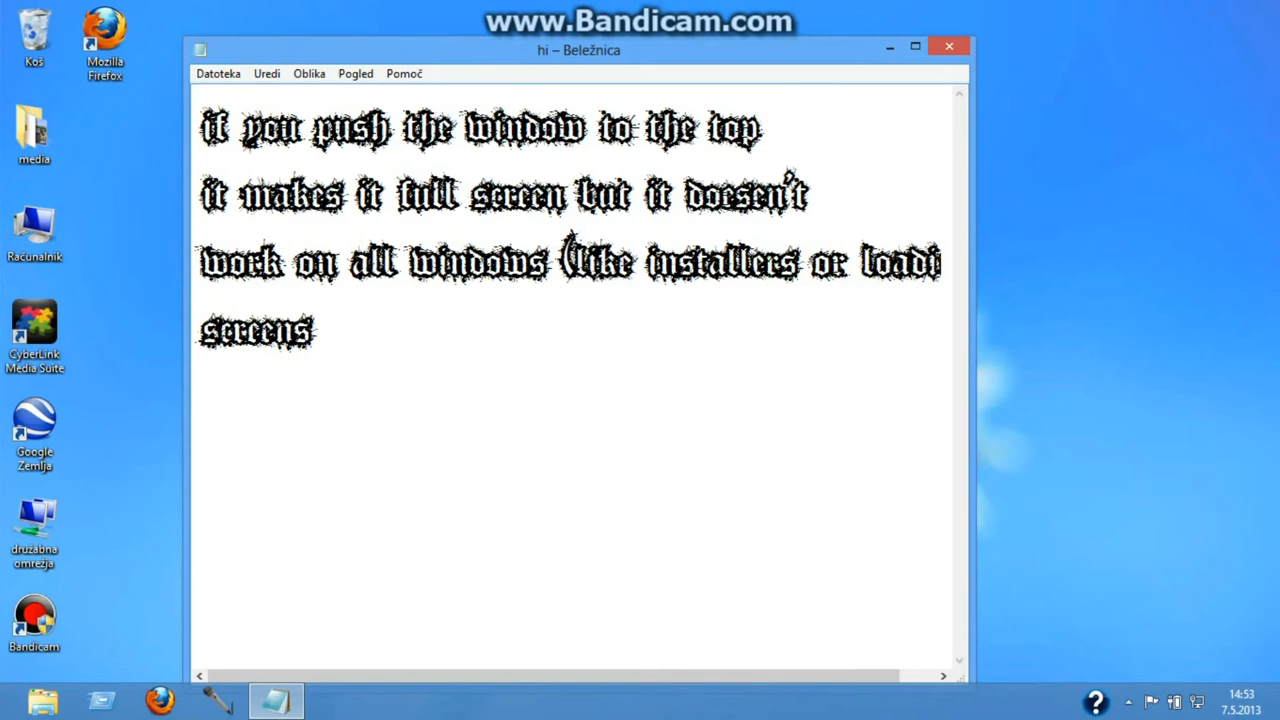 www.Bandicam.com
hi – Beležnica
Datoteka Uredi Oblika Pogled Pomoč
if you push the window to the top
it makes it full screen but it doesen't
work on all windows (like installers or loadi
screens
Koš
Mozilla
Firefox
media
Računalnik
CyberLink
Media Suite
Google
Zemlja
družabna
omrežja
Bandicam
14:53
7.5.2013